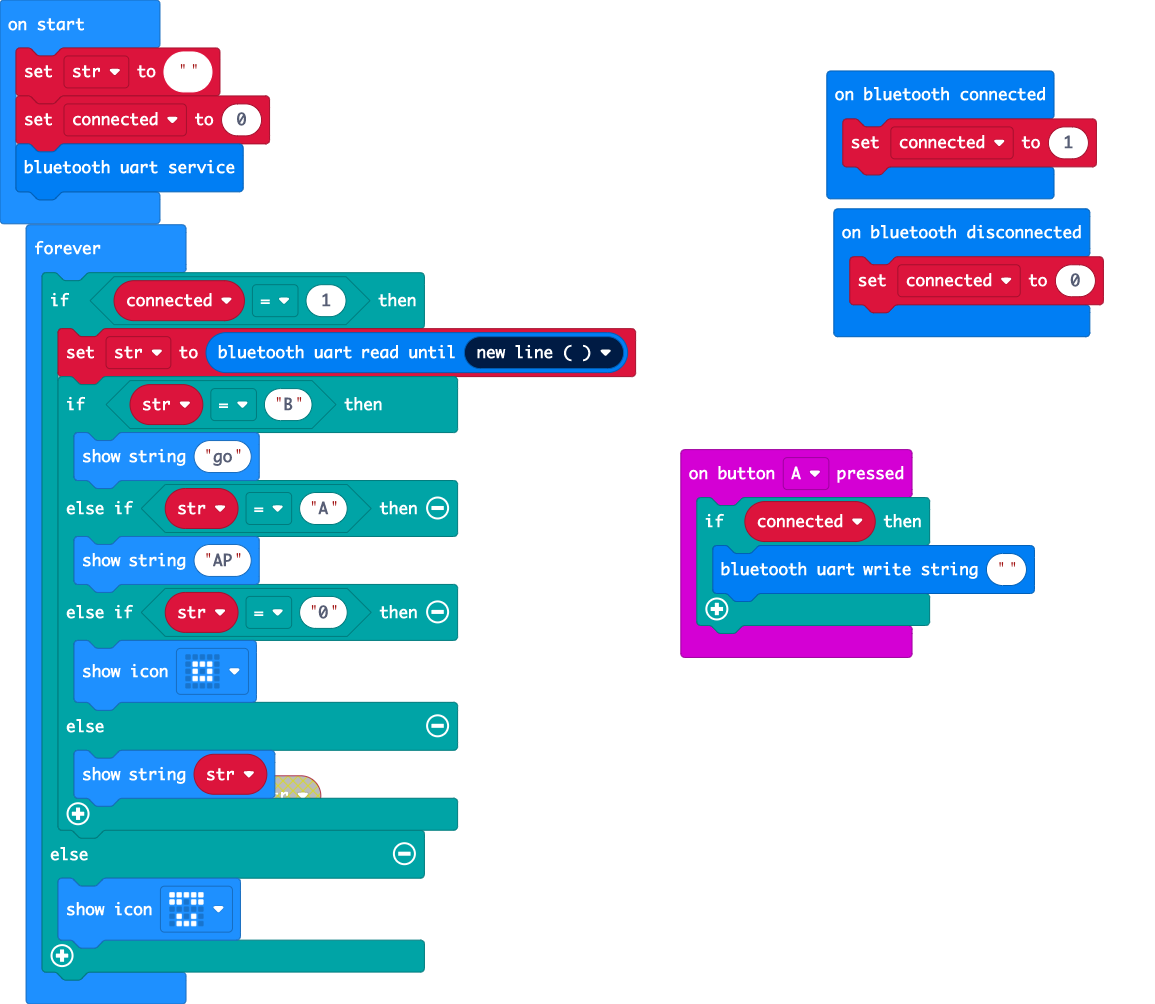 on start
set str to " "
set connected to 0
bluetooth uart service
forever
if connected = 1 then
set str to bluetooth uart read until new line ( )
if str = "B" then
show string "go"
else if str = "A" then
show string "AP"
else if str = "0" then
show icon
else
show string str
else
show icon
on bluetooth connected
set connected to 1
on bluetooth disconnected
set connected to 0
on button A pressed
if connected then
bluetooth uart write string " "